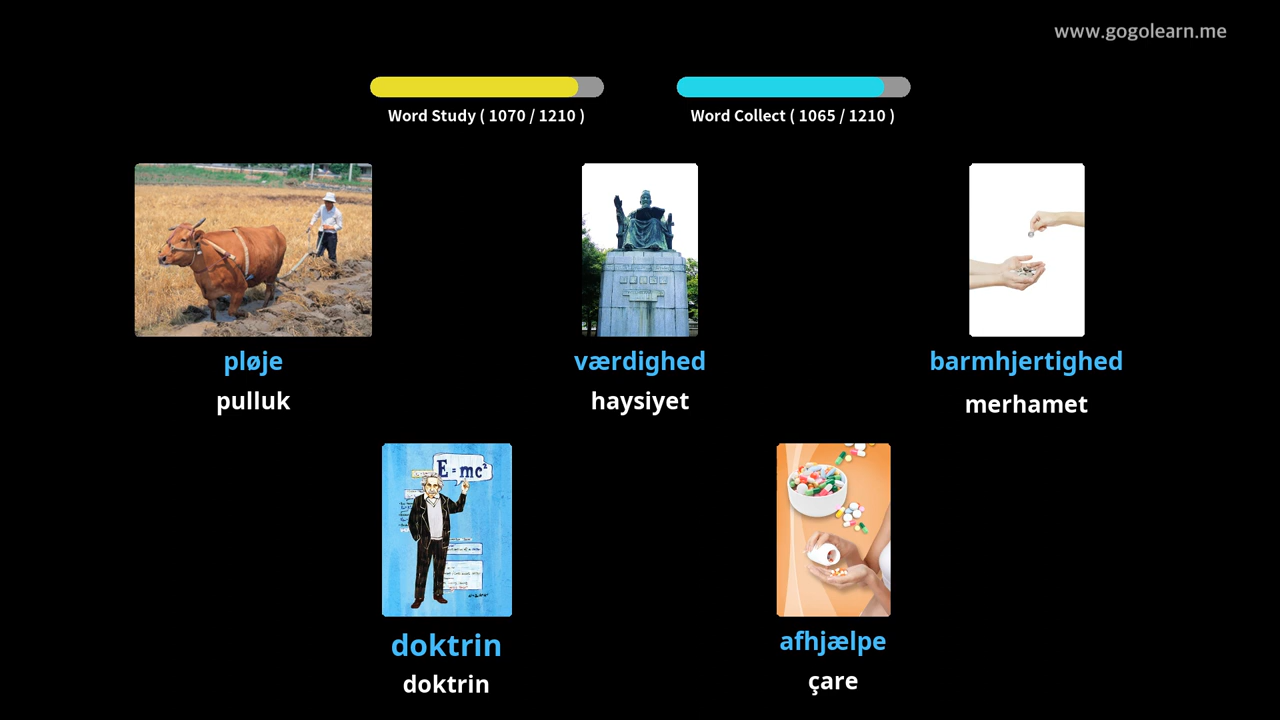 www.gogolearn.me
Word Study ( 1070 / 1210 )
Word Collect ( 1065 / 1210 )
pløje
pulluk
værdighed
haysiyet
barmhjertighed
merhamet
E=mc²
doktrin
doktrin
afhjælpe
çare